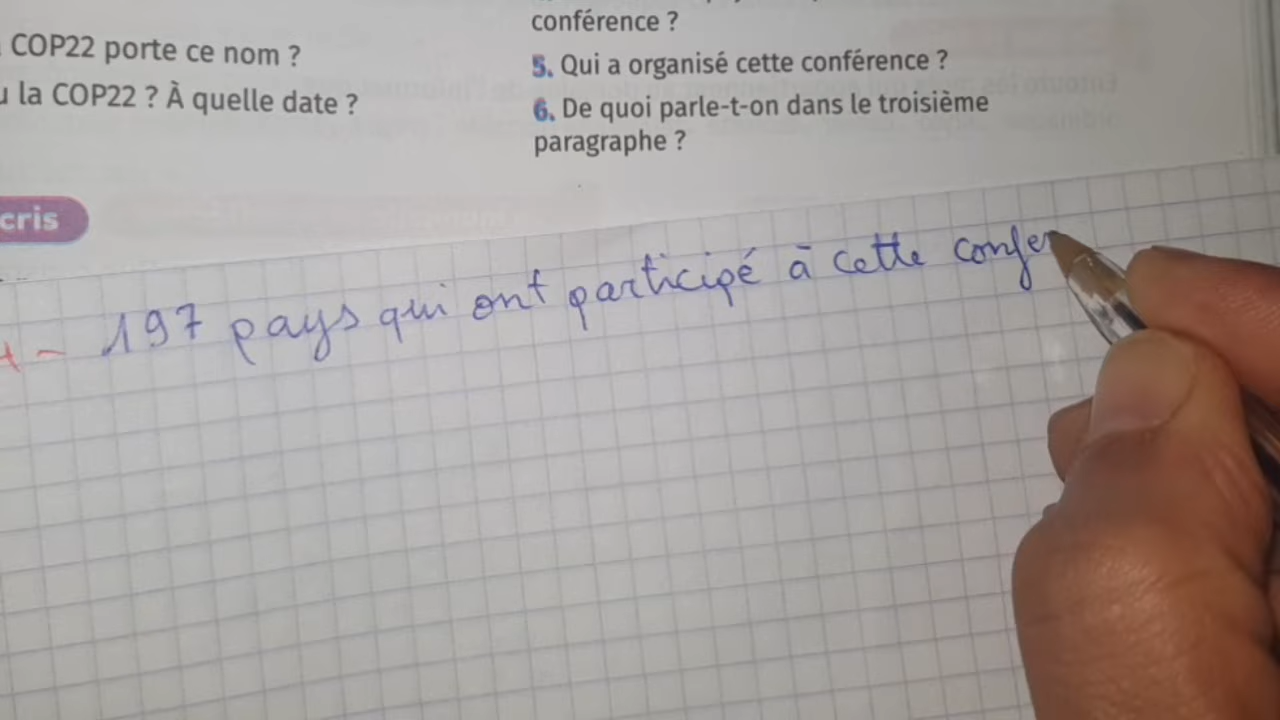 COP22 porte ce nom ?
la COP22 ? À quelle date ?
conférence ?
5. Qui a organisé cette conférence ?
6. De quoi parle-t-on dans le troisième
paragraphe ?
cris
197 pays qui ont participé à cette confer